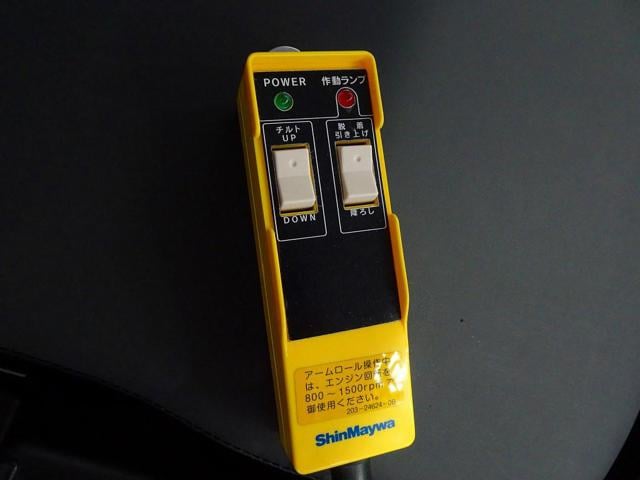 POWER 作動ランプ
チルト
UP
DOWN
脱着
引き上げ
降ろし
アームロール操作中
は、エンジン回転を
800～1500rpmで
御使用ください。
203-24624-0B
ShinMaywa